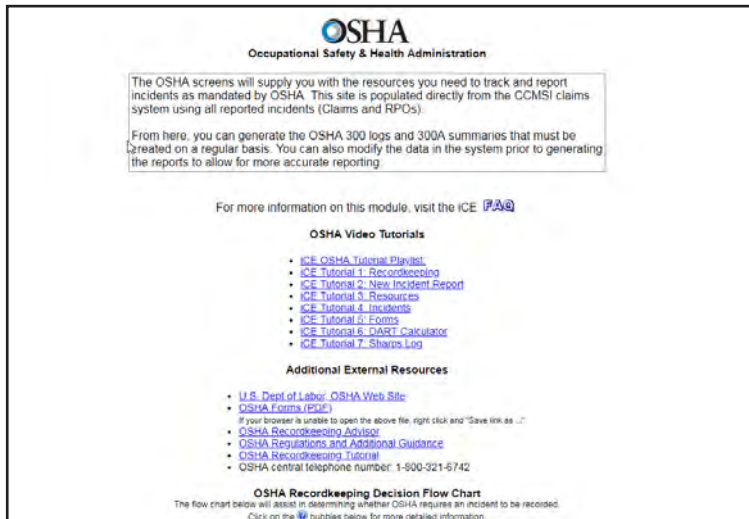 OSHA
Occupational Safety & Health Administration
The OSHA screens will supply you with the resources you need to track and report
incidents as mandated by OSHA. This site is populated directly from the CCMSI claims
system using all reported incidents (Claims and RPOs).
From here, you can generate the OSHA 300 logs and 300A summaries that must be
created on a regular basis. You can also modify the data in the system prior to generating
the reports to allow for more accurate reporting.
For more information on this module, visit the iCE FAQ
OSHA Video Tutorials
• iCE OSHA Tutorial Playlist:
• iCE Tutorial 1: Recordkeeping
• iCE Tutorial 2: New Incident Report
• iCE Tutorial 3: Resources
• iCE Tutorial 4: Incidents
• iCE Tutorial 5: Forms
• iCE Tutorial 6: DART Calculator
• iCE Tutorial 7: Sharps Log
Additional External Resources
• U.S. Dept of Labor, OSHA Web Site
• OSHA Forms (PDF)
If your browser is unable to open the above file, right click and "Save link as ..."
• OSHA Recordkeeping Advisor
• OSHA Regulations and Additional Guidance
• OSHA Recordkeeping Tutorial
• OSHA central telephone number: 1-800-321-6742
OSHA Recordkeeping Decision Flow Chart
The flow chart below will assist in determining whether OSHA requires an incident to be recorded.
Click on the bubbles below for more detailed information.